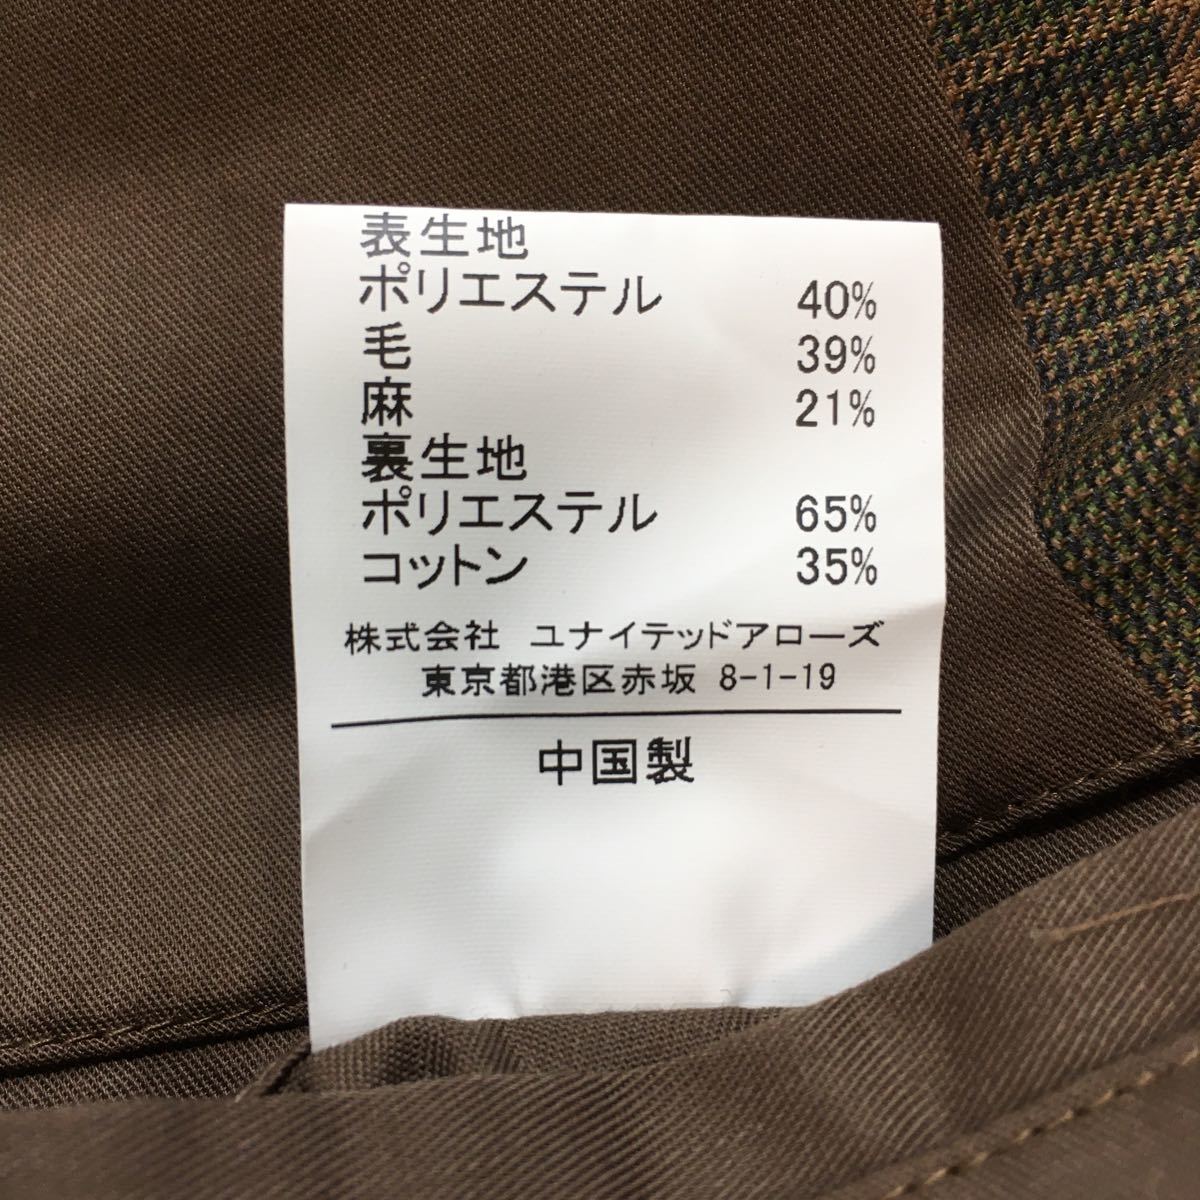 表生地
ポリエステル 40%
毛 39%
麻 21%
裏生地
ポリエステル 65%
コットン 35%
株式会社 ユナイテッドアローズ
東京都港区赤坂 8-1-19
中国製